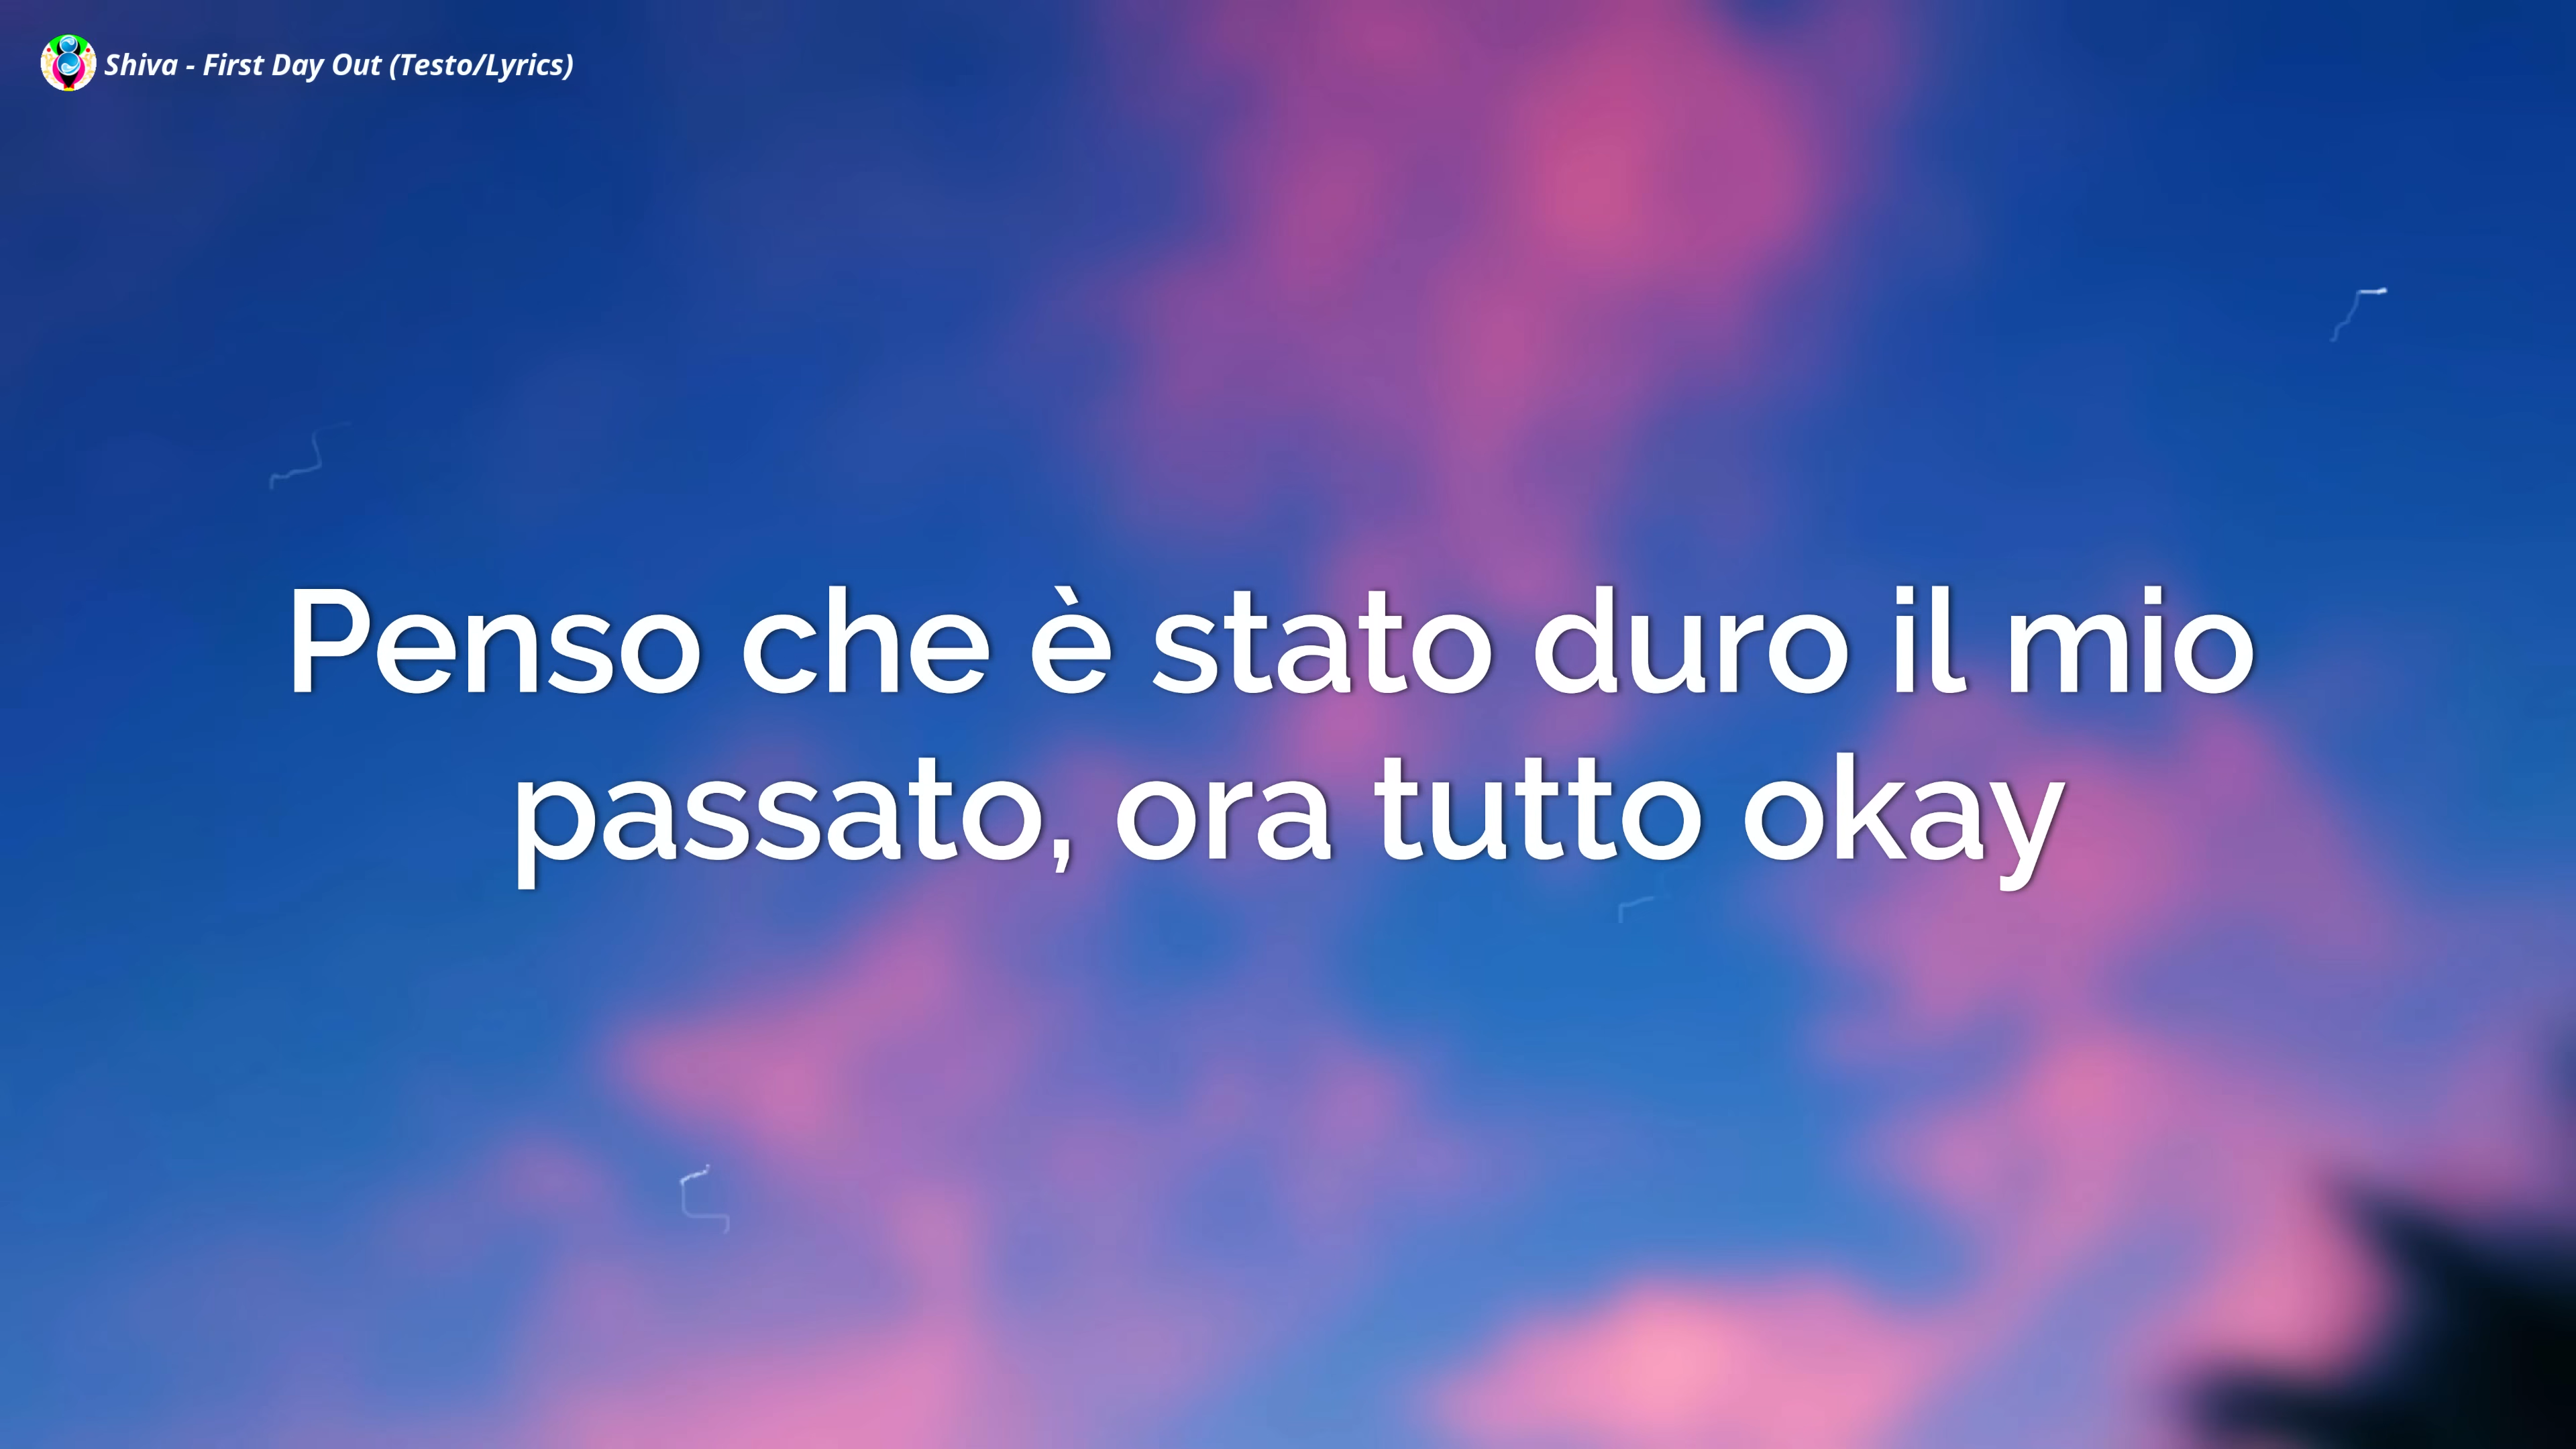 Shiva - First Day Out (Testo/Lyrics)
Penso che è stato duro il mio
passato, ora tutto okay